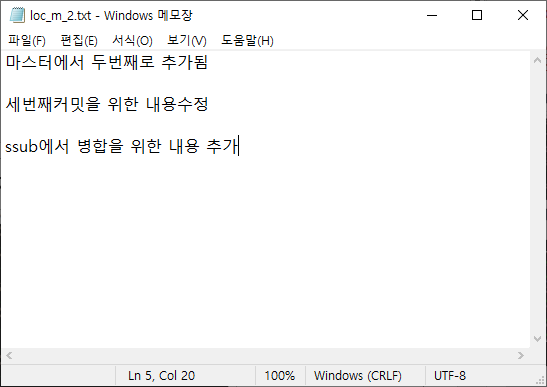 loc_m_2.txt - Windows 메모장
파일(F) 편집(E) 서식(O) 보기(V) 도움말(H)
마스터에서 두번째로 추가됨
세번째커밋을 위한 내용수정
ssub에서 병합을 위한 내용 추가
Ln 5, Col 20 100% Windows (CRLF) UTF-8